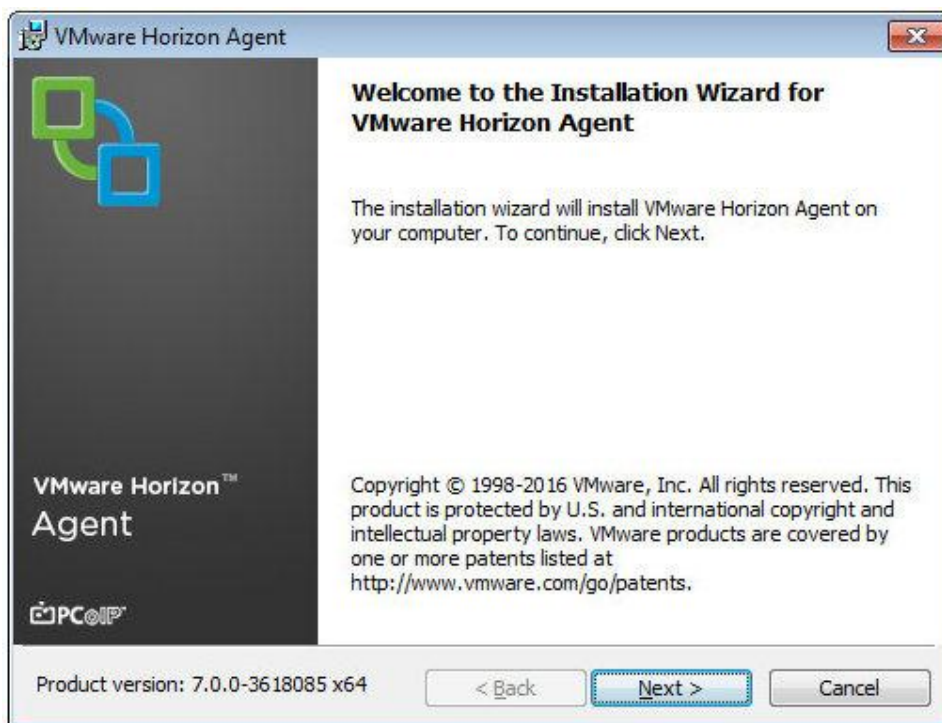 VMware Horizon Agent
Welcome to the Installation Wizard for
VMware Horizon Agent
The installation wizard will install VMware Horizon Agent on
your computer. To continue, click Next.
VMware Horizon™
Agent
PCoIP
Copyright © 1998-2016 VMware, Inc. All rights reserved. This
product is protected by U.S. and international copyright and
intellectual property laws. VMware products are covered by
one or more patents listed at
http://www.vmware.com/go/patents.
Product version: 7.0.0-3618085 x64
< Back
Next >
Cancel